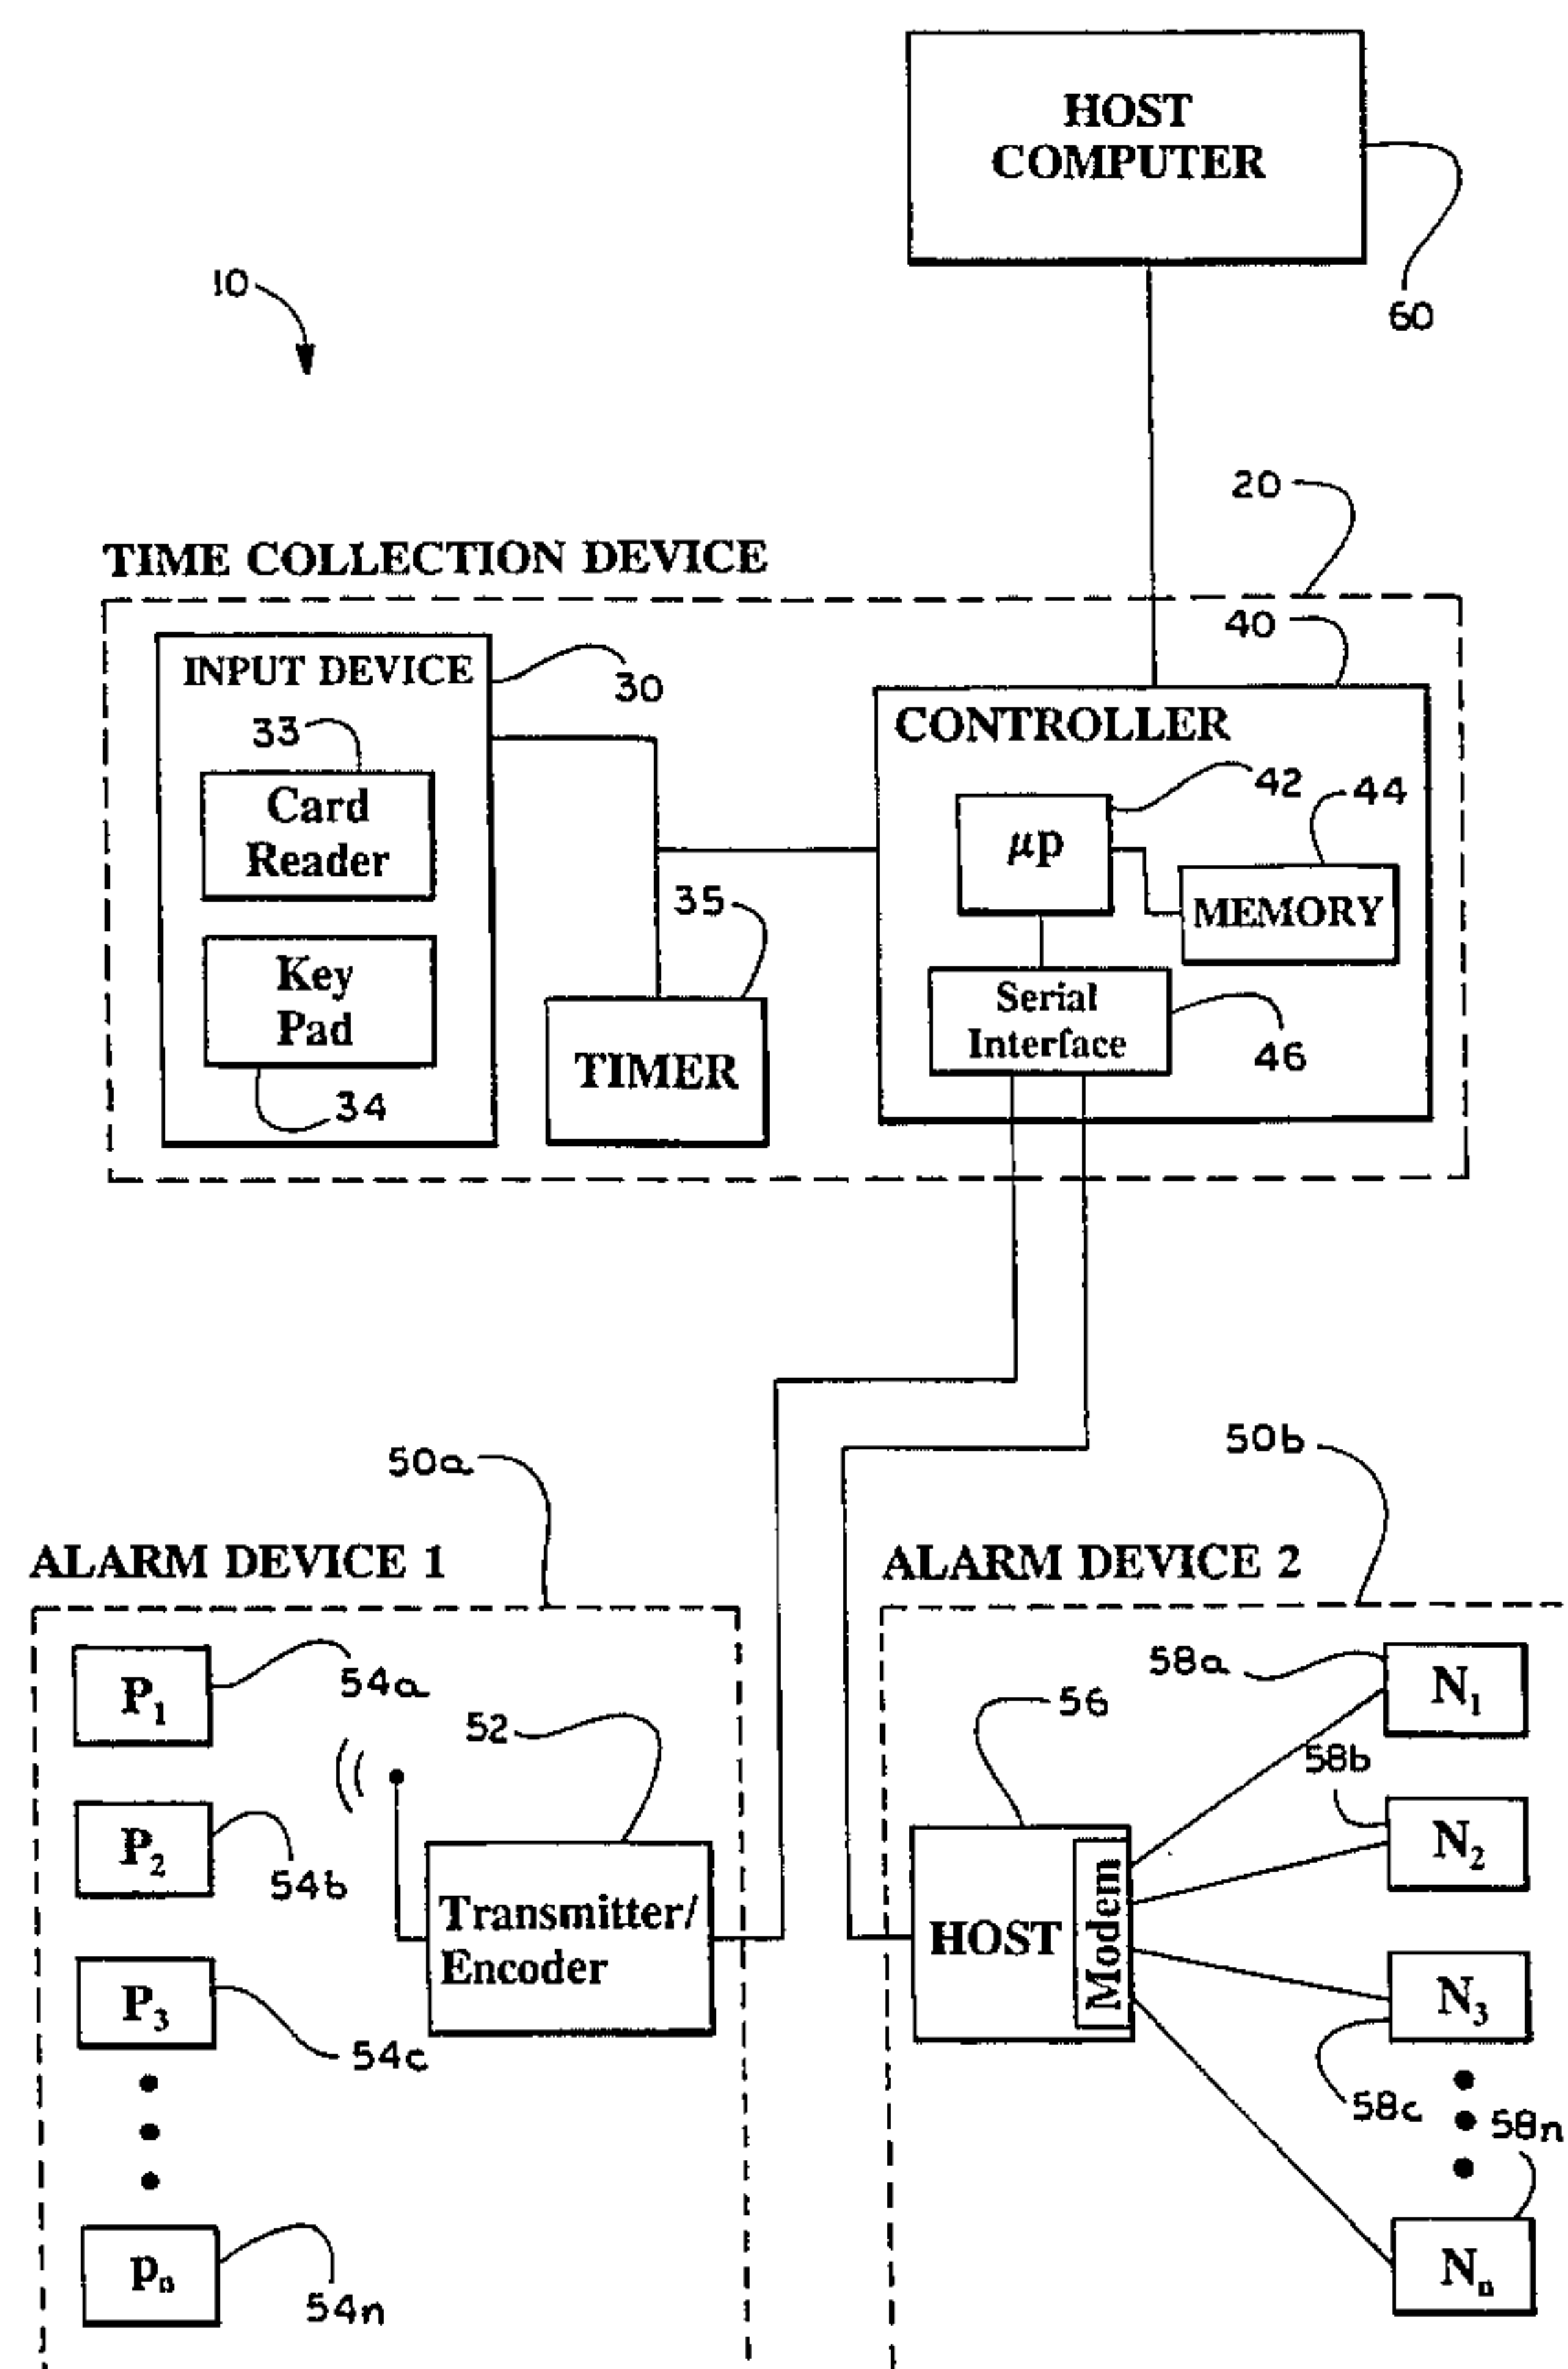 HOST
COMPUTER
60
10
20
TIME COLLECTION DEVICE
40
INPUT DEVICE
30
33
Card
Reader
Key
Pad
34
35
TIMER
CONTROLLER
42
44
μp
MEMORY
Serial
Interface
46
50a
50b
ALARM DEVICE 1
P1
54a
P2
54b
P3
54c
pn
54n
52
Transmitter/
Encoder
ALARM DEVICE 2
56
HOST
Modem
58a
N1
58b
N2
N3
58c
58n
Nn